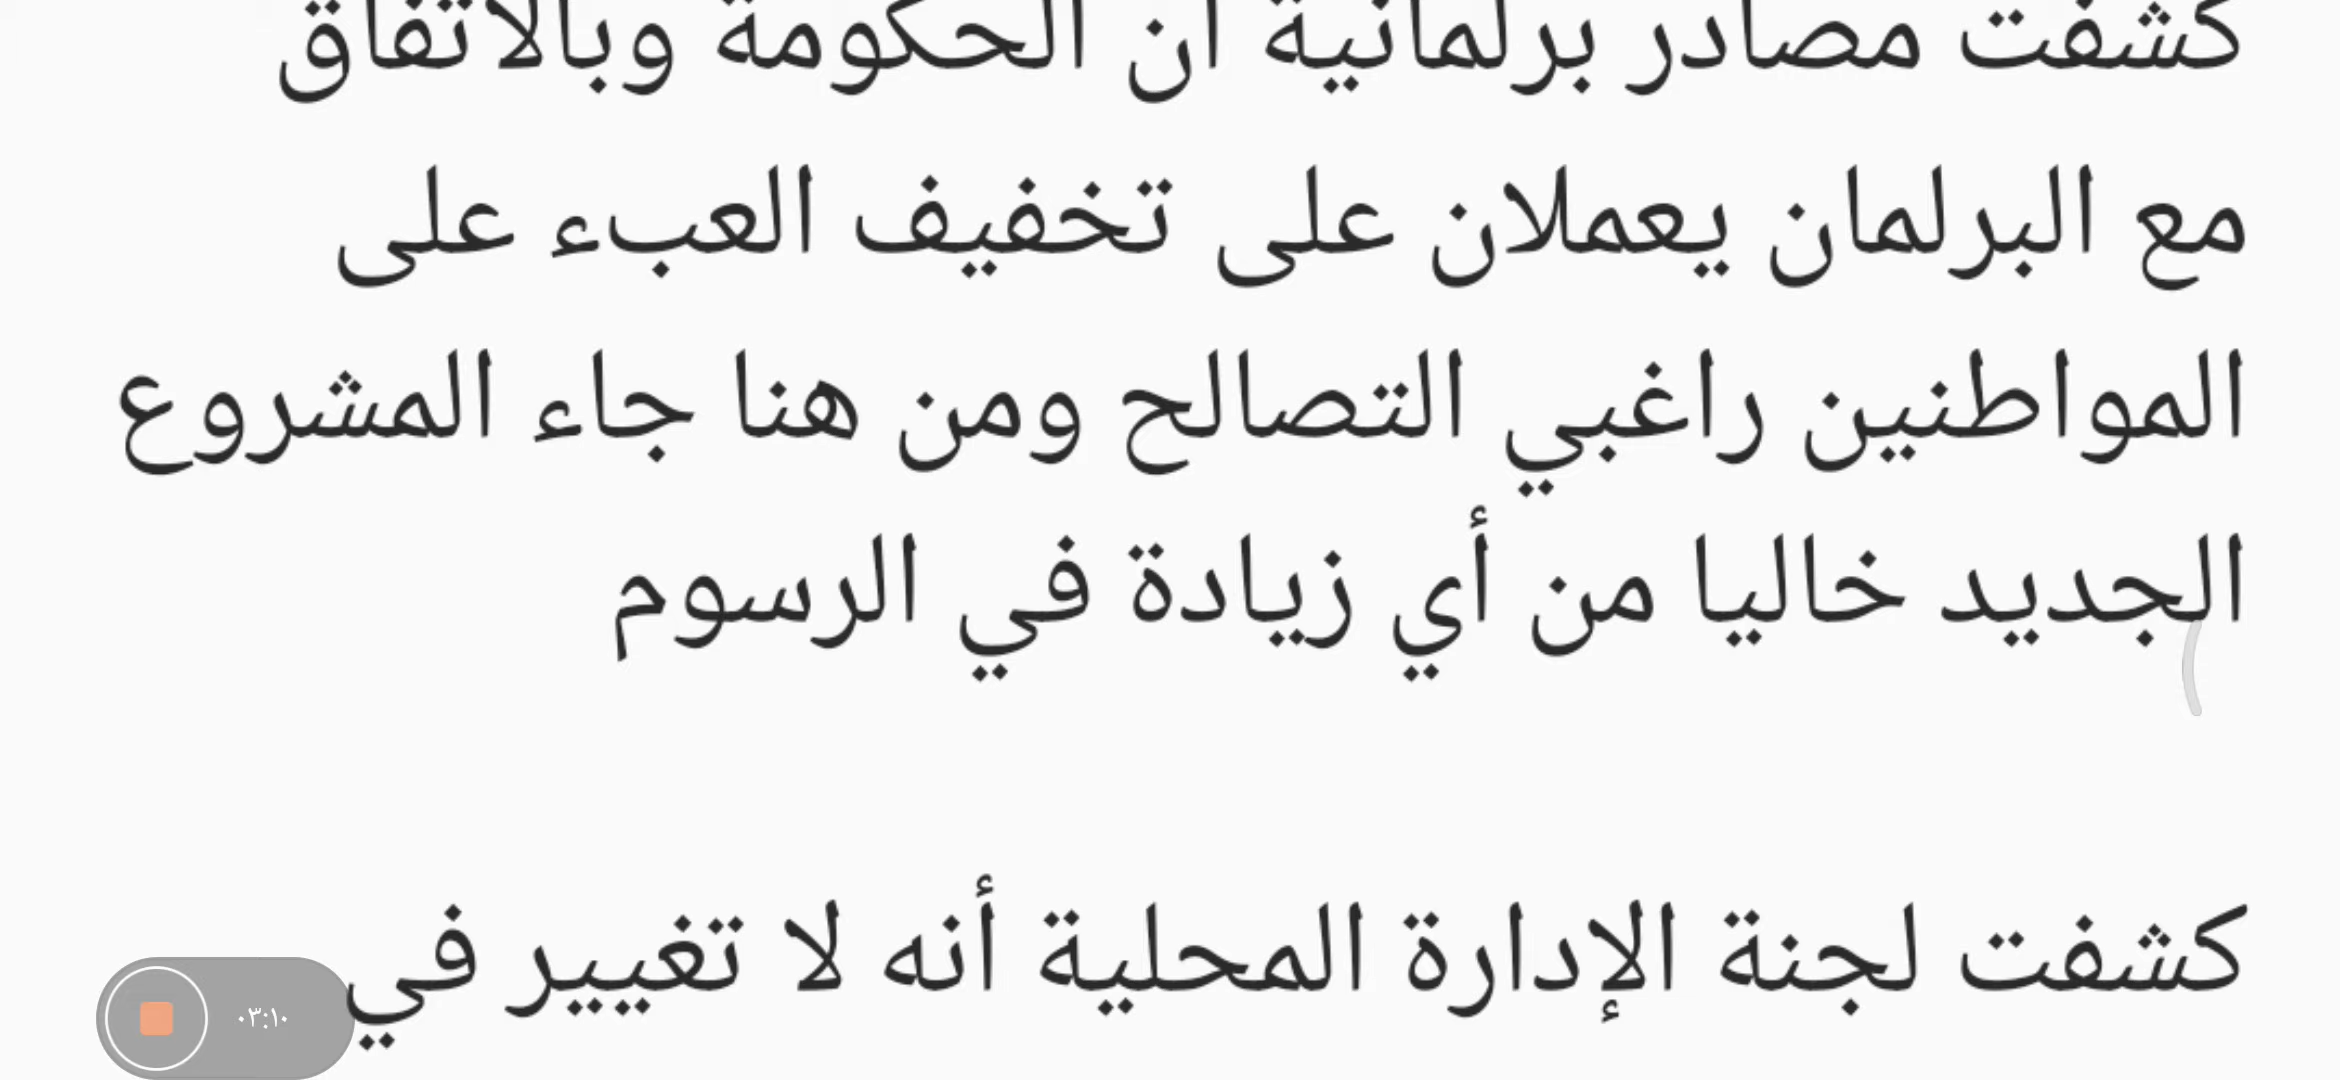 كشفت مصادر برلمانية أن الحكومة وبالاتفاق
مع البرلمان يعملان على تخفيف العبء على
المواطنين راغبي التصالح ومن هنا جاء المشروع
الجديد خاليا من أي زيادة في الرسوم
كشفت لجنة الإدارة المحلية أنه لا تغيير في
٠٣:١٠